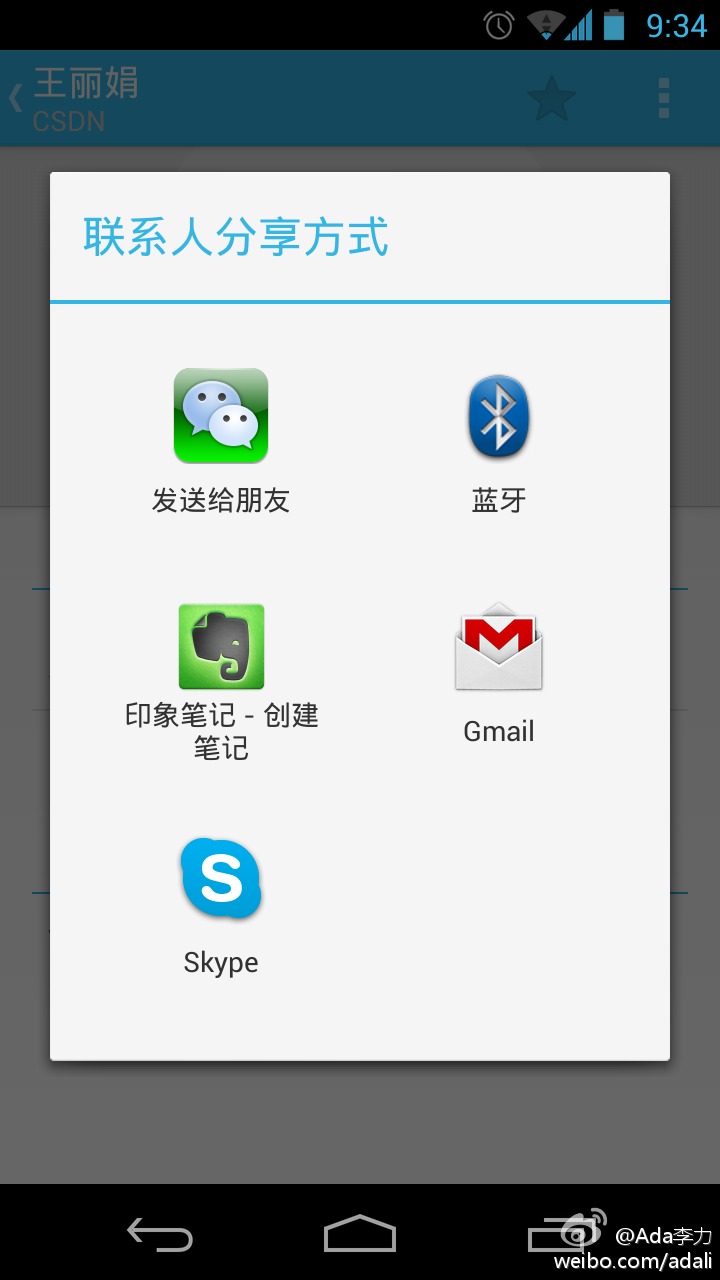 9:34
王丽娟
CSDN
联系人分享方式
发送给朋友
蓝牙
印象笔记 - 创建
笔记
Gmail
Skype
@Ada李力
weibo.com/adali